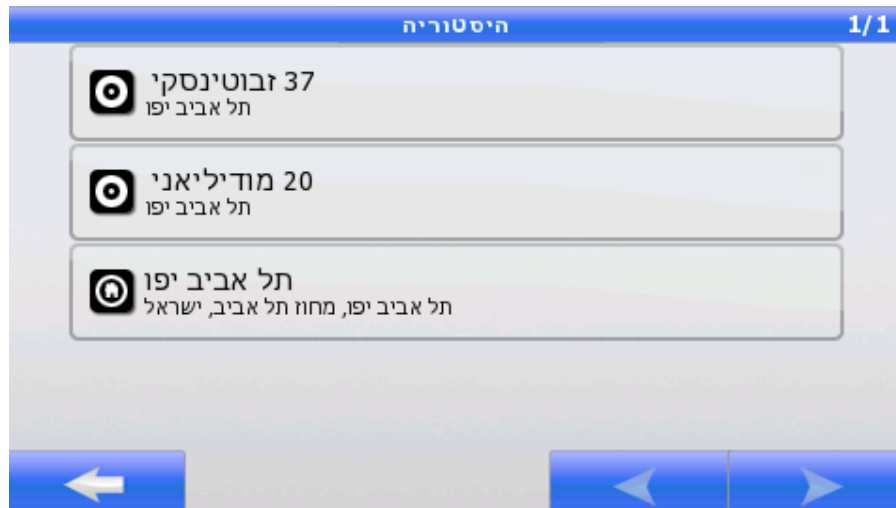 היסטוריה
1/1
37 זבוטינסקי
תל אביב יפו
20 מודיליאני
תל אביב יפו
תל אביב יפו
תל אביב יפו, מחוז תל אביב, ישראל